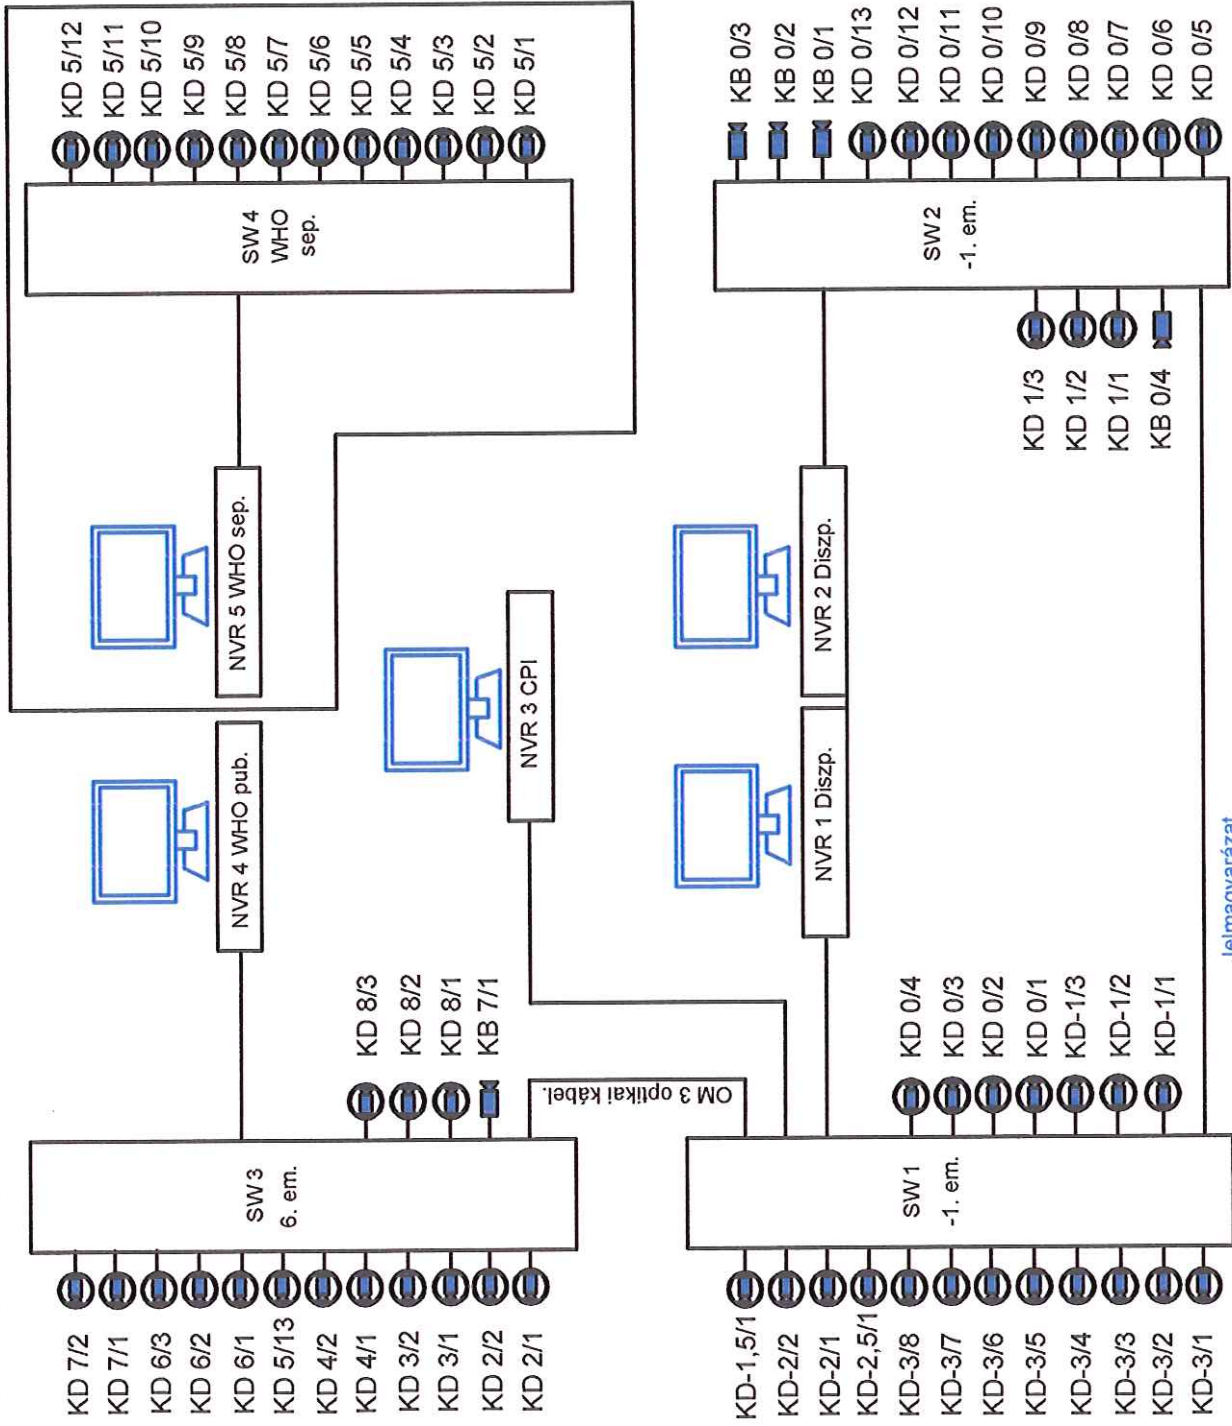 KD 5/12
KD 5/11
KD 5/10
KD 5/9
KD 5/8
KD 5/7
KD 5/6
KD 5/5
KD 5/4
KD 5/3
KD 5/2
KD 5/1
SW 4
WHO
sep.
NVR 5 WHO sep.
NVR 4 WHO pub.
NVR 3 CPI
KD 8/3
KD 8/2
KD 8/1
KB 7/1
OM 3 optikai kábel.
SW 3
6. em.
KD 7/2
KD 7/1
KD 6/3
KD 6/2
KD 6/1
KD 5/13
KD 4/2
KD 4/1
KD 3/2
KD 3/1
KD 2/2
KD 2/1
KB 0/3
KB 0/2
KB 0/1
KD 0/13
KD 0/12
KD 0/11
KD 0/10
KD 0/9
KD 0/8
KD 0/7
KD 0/6
KD 0/5
SW 2
-1. em.
KD 1/3
KD 1/2
KD 1/1
KB 0/4
NVR 2 Diszp.
NVR 1 Diszp.
KD 0/4
KD 0/3
KD 0/2
KD 0/1
KD-1/3
KD-1/2
KD-1/1
SW 1
-1. em.
KD-1,5/1
KD-2/2
KD-2/1
KD-2,5/1
KD-3/8
KD-3/7
KD-3/6
KD-3/5
KD-3/4
KD-3/3
KD-3/2
KD-3/1
Jelmagyarázat